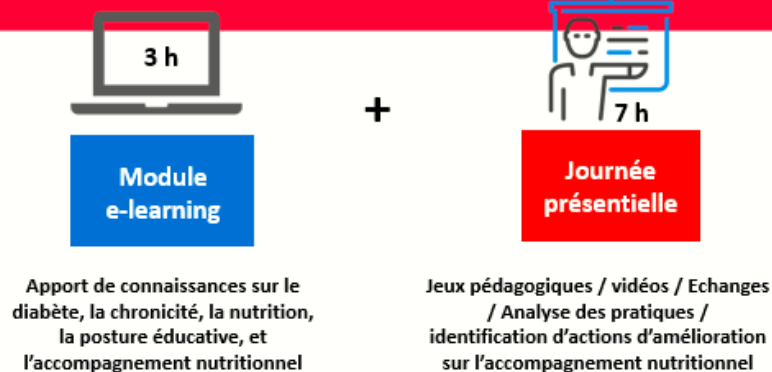 3 h
+
7 h
Module
e-learning
Journée
présentielle
Apport de connaissances sur le
diabète, la chronicité, la nutrition,
la posture éducative, et
l'accompagnement nutritionnel
Jeux pédagogiques / vidéos / Echanges
/ Analyse des pratiques /
identification d'actions d'amélioration
sur l'accompagnement nutritionnel